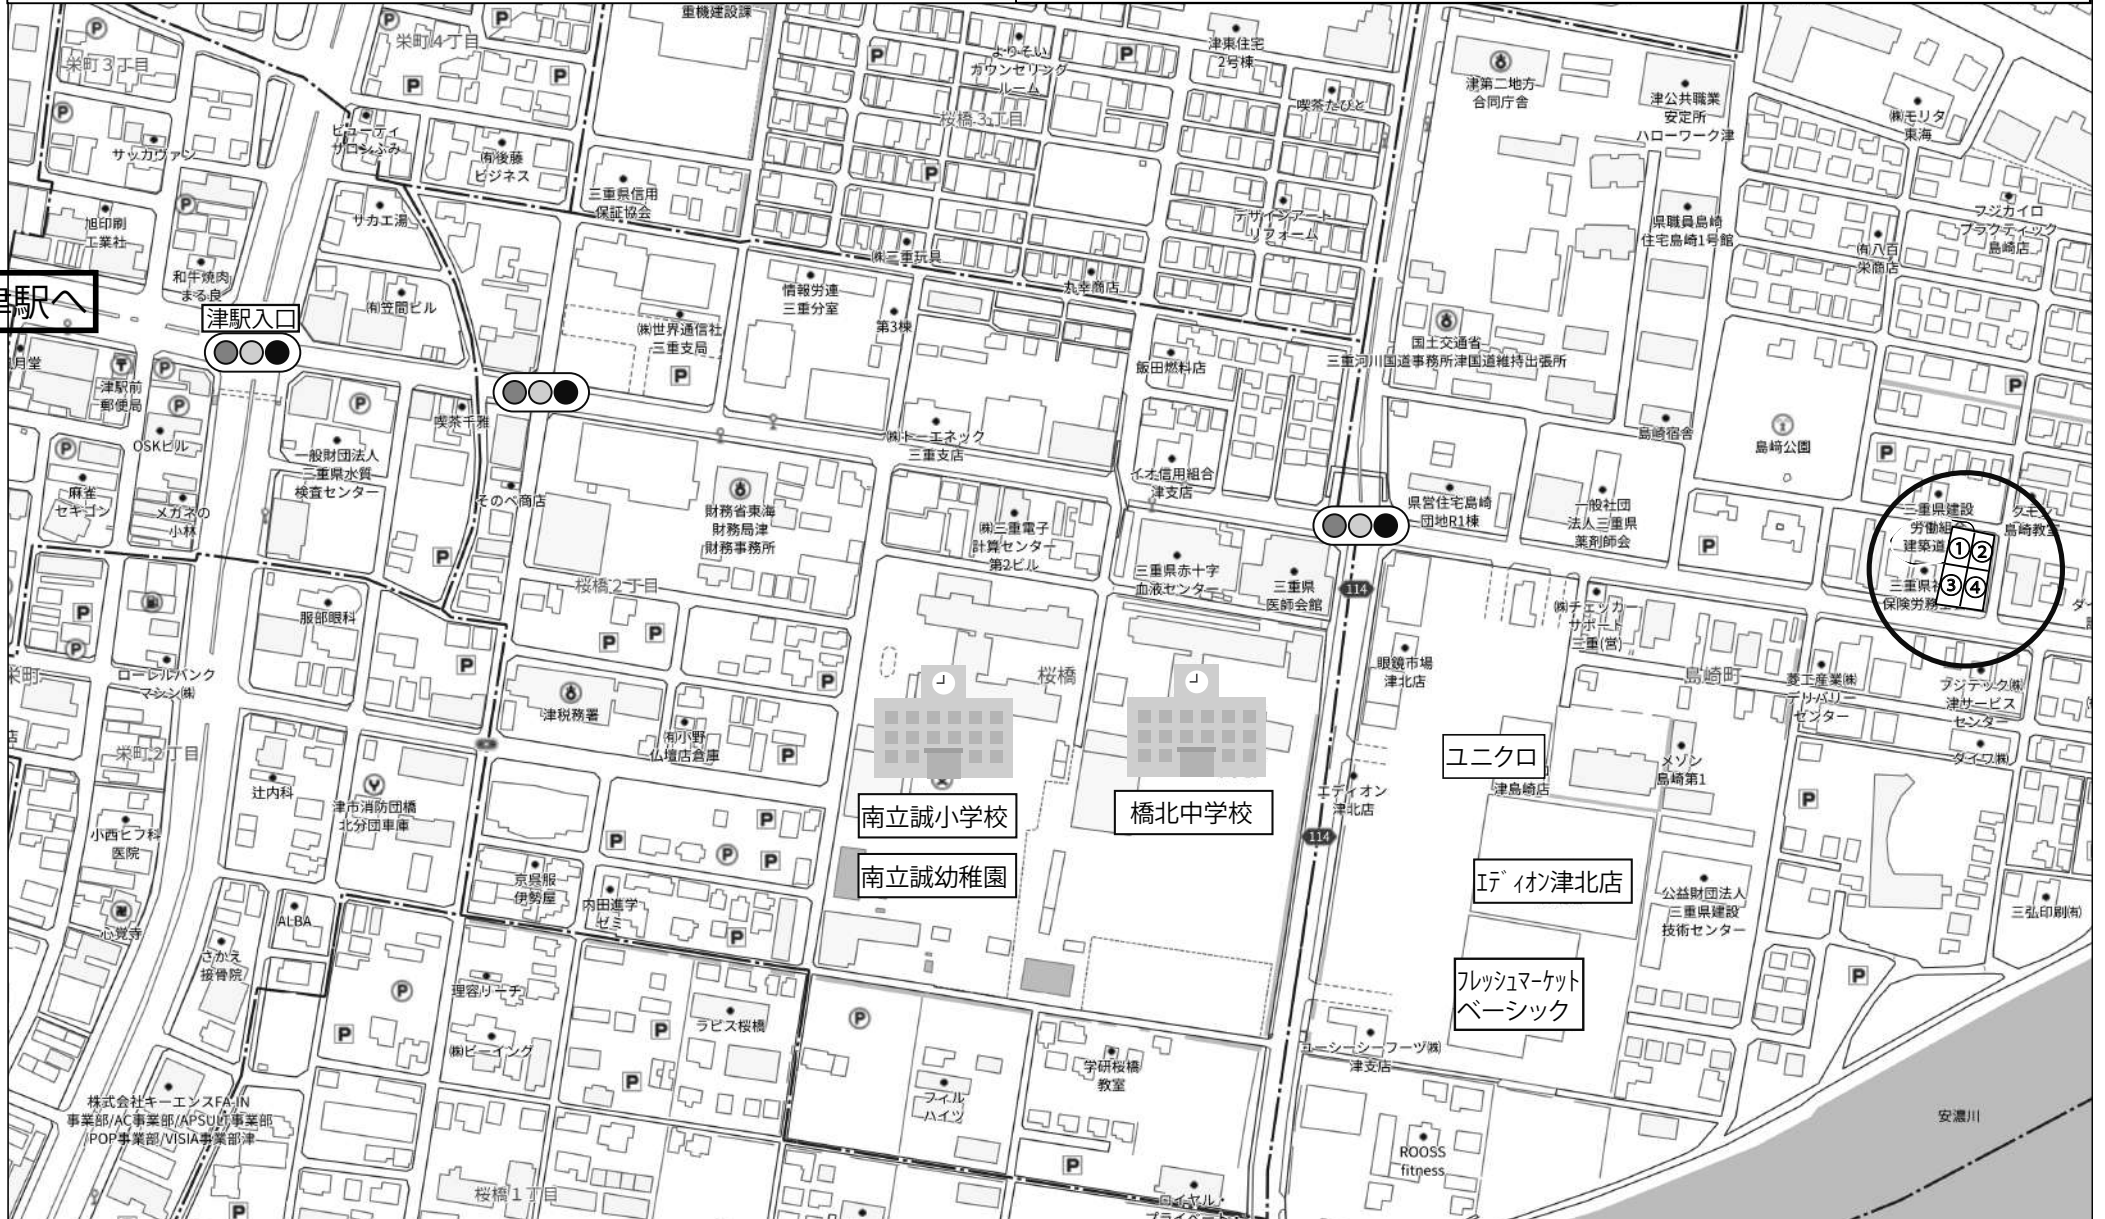 重機建設課
栄町4丁目
栄町3丁目
よりそい
カウンセリング
ルーム
津東住宅
2号棟
津第二地方
合同庁舎
津公共職業
安定所
ハローワーク津
㈱モリタ
東海
喫茶たびと
桜橋3丁目
ビューティ
サロンふみ
サッカヴァン
㈲後藤
ビジネス
三重県信用
保証協会
サカエ湯
旭印刷
工業社
デザインアート
リフォーム
県職員島崎
住宅島崎1号館
フジカイロ
プラクティック
島崎店
㈲八百
栄商店
和牛焼肉
まる良
㈱三重玩具
丸幸商店
情報労連
三重分室
津駅へ
津駅入口
㈲笠間ビル
㈱世界通信社
三重支局
第3棟
国土交通省
三重河川国道事務所津国道維持出張所
飯田燃料店
月堂
津駅前
郵便局
喫茶千雅
OSKビル
一般財団法人
三重県水質
検査センター
㈱トーエネック
三重支店
イオ信用組合
津支店
島崎宿舎
島崎公園
麻雀
セキゴン
メガネの
小林
そのべ商店
財務省東海
財務局津
財務事務所
㈱三重電子
計算センター
第2ビル
県営住宅島崎
団地R1棟
一般社団
法人三重県
薬剤師会
三重県建設
労働組合
建築道
クモン
島崎教室
① ②
③ ④
三重県社
保険労務士
桜橋2丁目
三重県赤十字
血液センター
三重県
医師会館
114
㈱チェッカー
サポート
三重(営)
服部眼科
栄町
ローレルバンク
マシン㈱
桜橋
眼鏡市場
津北店
島崎町
菱工産業㈱
デリバリー
センター
フジテック㈱
津サービス
センター
津税務署
㈲小野
仏壇店倉庫
ユニクロ
津島崎店
メゾン
島崎第1
ダイワ㈱
栄町2丁目
辻内科
津市消防団橋
北分団車庫
エディオン
津北店
南立誠小学校
橋北中学校
114
小西ヒフ科
医院
京呉服
伊勢屋
内田進学
ゼミ
南立誠幼稚園
エディオン津北店
公益財団法人
三重県建設
技術センター
三弘印刷㈲
心覚寺
ALBA
さかえ
接骨院
理容リーチ
フレッシュマーケット
ベーシック
ラビス桜橋
㈱ビーイング
ユーシーシーフーヅ㈱
津支店
学研桜橋
教室
フィル
ハイツ
株式会社キーエンスFA-IN
事業部/AC事業部/APSULT事業部
/POP事業部/VISIA事業部津
安濃川
ROOSS
fitness
桜橋1丁目
ロイヤル・